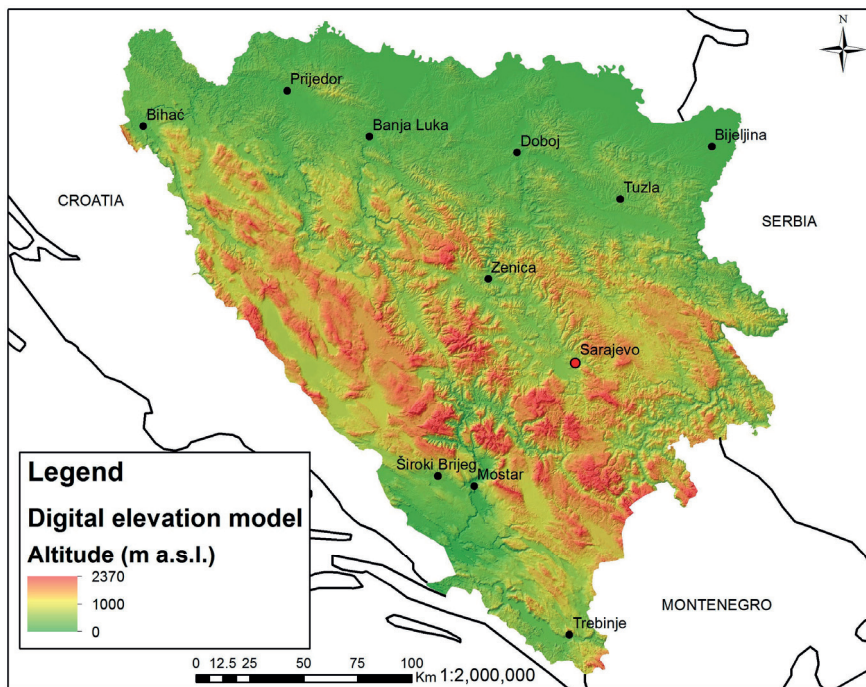 N
Prijedor
Bihać
Banja Luka
Doboj
Bijeljina
Tuzla
CROATIA
SERBIA
Zenica
Sarajevo
Široki Brijeg
Mostar
Trebinje
MONTENEGRO
Legend
Digital elevation model
Altitude (m a.s.l.)
2370
1000
0
0 12.5 25 50 75 100
Km 1:2,000,000